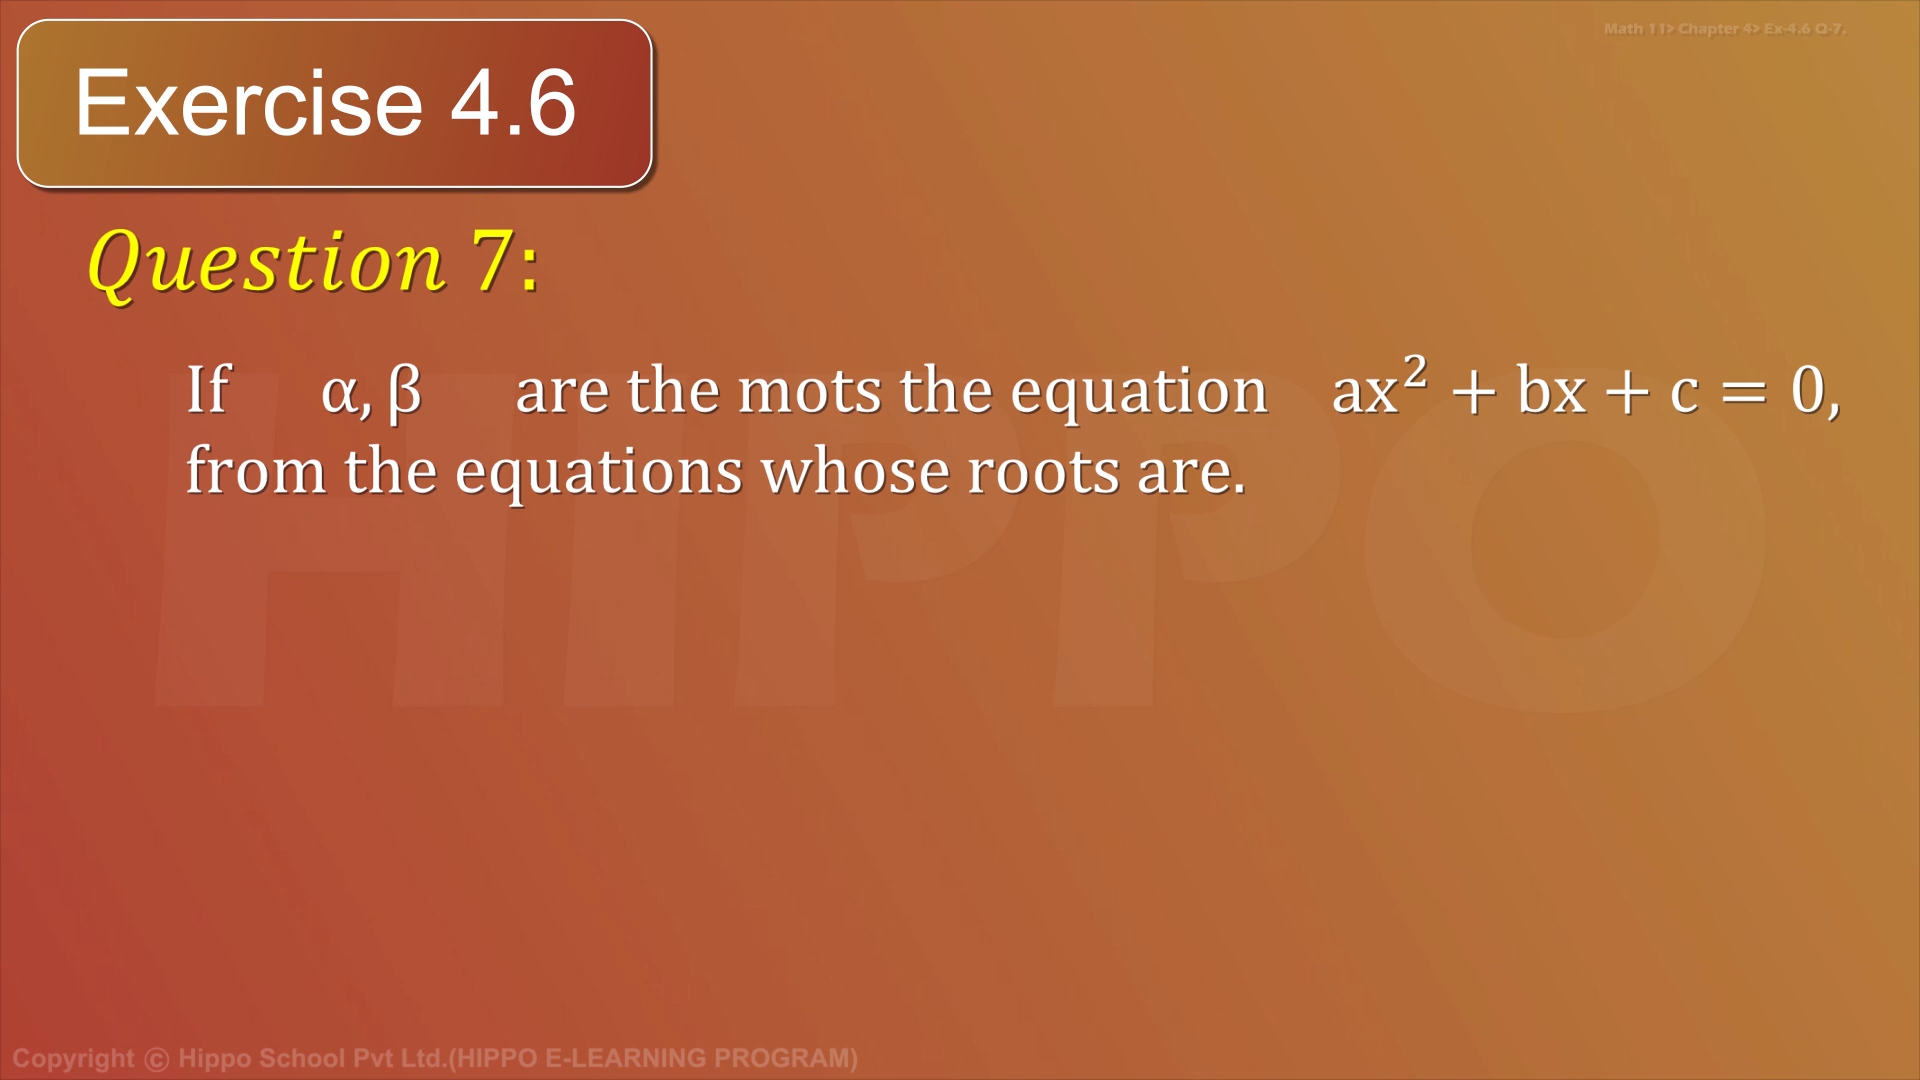 Math 11> Chapter 4> Ex-4.6 Q-7.
Exercise 4.6
Question 7:
If α, β are the mots the equation ax² + bx + c = 0,
from the equations whose roots are.
HIPPO
Copyright © Hippo School Pvt Ltd.(HIPPO E-LEARNING PROGRAM)